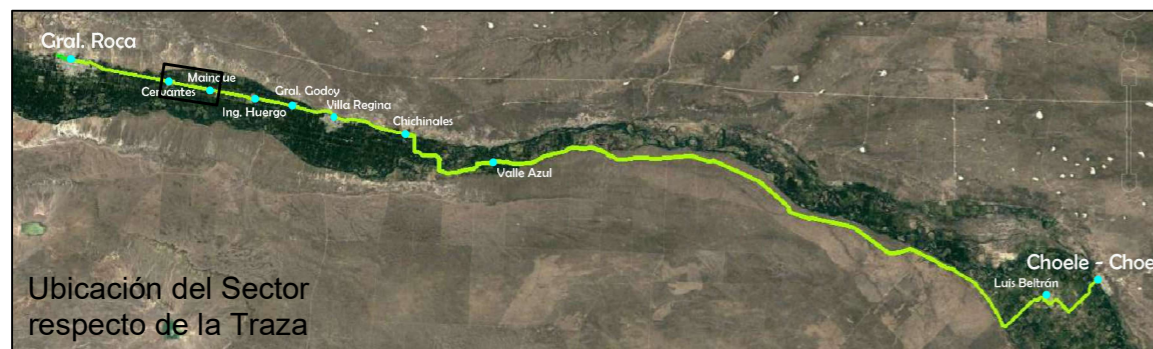 Gral. Roca
Mainque
Cervantes
Gral. Godoy
Ing. Huergo
Villa Regina
Chichinales
Valle Azul
Choele - Choe
Luis Beltrán
Ubicación del Sector
respecto de la Traza